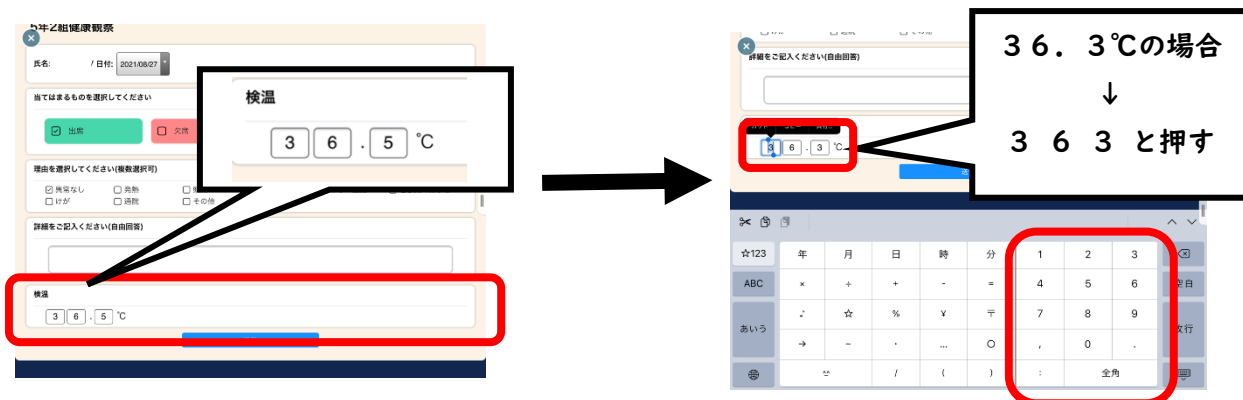 5年2組健康観察
氏名: / 日付: 2021/08/27
当てはまるものを選択してください
出席 欠席
理由を選択してください(複数選択可)
異常なし 発熱
けが 通院 その他
詳細をご記入ください(自由回答)
検温
3 6 . 5 ℃
検温
3 6 . 5 ℃
詳細をご記入ください(自由回答)
3 6 . 3 ℃
36.3℃の場合
↓
3 6 3 と押す
☆123 年 月 日 時 分 1 2 3
ABC × ÷ + - = 4 5 6 空白
あいう ♪ ☆ % ¥ 〒 7 8 9 改行
→ ~ ・ … ○ , 0 .
^^ / ( ) : 全角